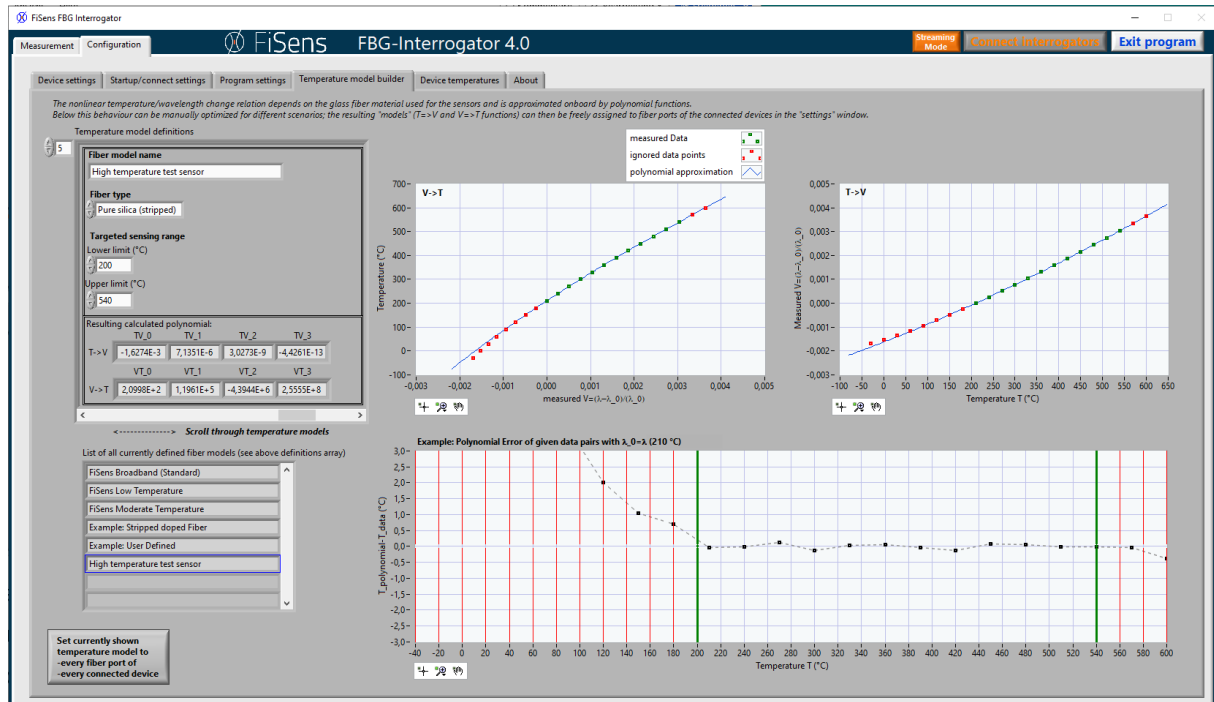 FiSens FBG Interrogator
Measurement
Configuration
FiSens
FBG-Interrogator 4.0
Streaming
Mode
Connect Interrogators
Exit program
Device settings
Startup/connect settings
Program settings
Temperature model builder
Device temperatures
About
The nonlinear temperature/wavelength change relation depends on the glass fiber material used for the sensors and is approximated onboard by polynomial functions.
Below this behaviour can be manually optimized for different scenarios; the resulting "models" (T=>V and V=>T functions) can then be freely assigned to fiber ports of the connected devices in the "settings" window.
Temperature model definitions
5
Fiber model name
High temperature test sensor
Fiber type
Pure silica (stripped)
Targeted sensing range
Lower limit (°C)
200
Upper limit (°C)
540
Resulting calculated polynomial:
TV_0 TV_1 TV_2 TV_3
T->V -1,6274E-3 7,1351E-6 3,0273E-9 -4,4261E-13
VT_0 VT_1 VT_2 VT_3
V->T 2,0998E+2 1,1961E+5 -4,3944E+6 2,5555E+8
<--------------> Scroll through temperature models
List of all currently defined fiber models (see above definitions array)
FiSens Broadband (Standard)
FiSens Low Temperature
FiSens Moderate Temperature
Example: Stripped doped Fiber
Example: User Defined
High temperature test sensor
Set currently shown
temperature model to
-every fiber port of
-every connected device
measured Data
ignored data points
polynomial approximation
V->T
Temperature (°C)
700
600
500
400
300
200
100
0
-100
-0,003 -0,002 -0,001 0,000 0,001 0,002 0,003 0,004 0,005
measured V=(λ-λ_0)/(λ_0)
T->V
Measured V=(λ-λ_0)/(λ_0)
0,005
0,004
0,003
0,002
0,001
0,000
-0,001
-0,002
-0,003
-100 -50 0 50 100 150 200 250 300 350 400 450 500 550 600 650
Temperature T (°C)
Example: Polynomial Error of given data pairs with λ_0=λ (210 °C)
T_polynomial-T_data (°C)
3,0
2,5
2,0
1,5
1,0
0,5
0,0
-0,5
-1,0
-1,5
-2,0
-2,5
-3,0
-40 -20 0 20 40 60 80 100 120 140 160 180 200 220 240 260 280 300 320 340 360 380 400 420 440 460 480 500 520 540 560 580 600
Temperature T (°C)